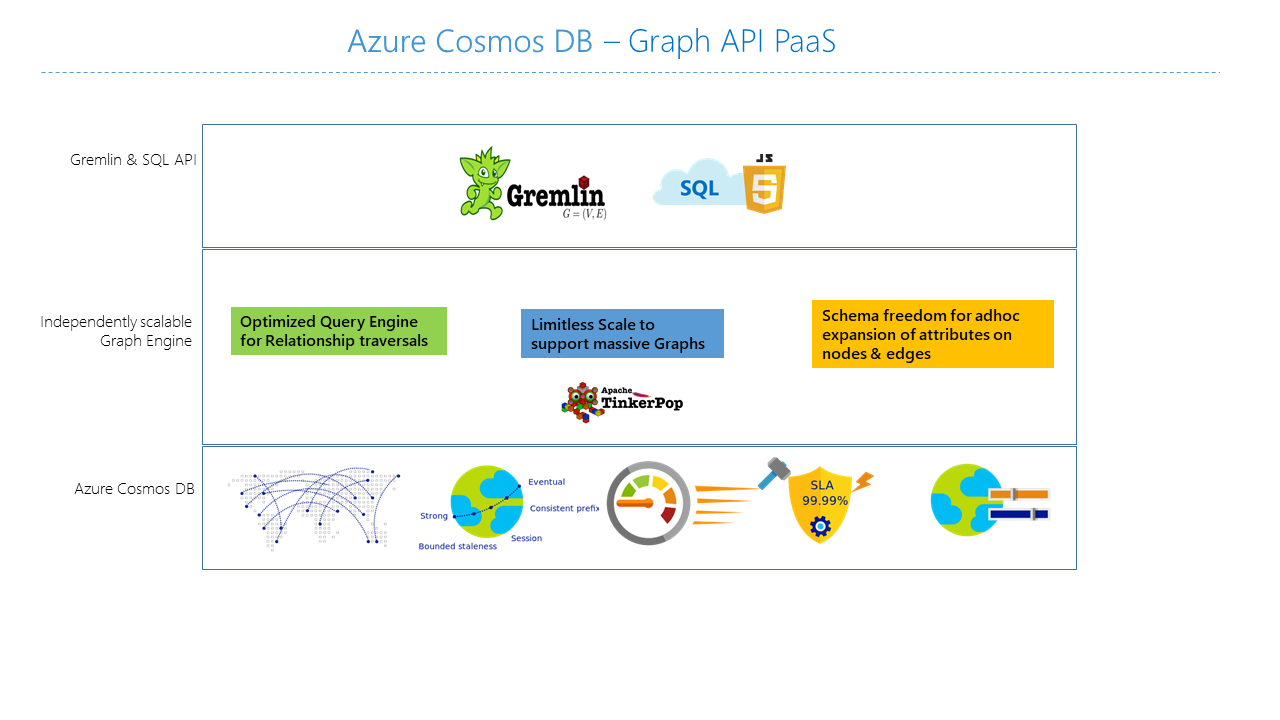 Azure Cosmos DB – Graph API PaaS
Gremlin & SQL API
Gremlin
G = (V, E)
SQL
JS
5
Independently scalable
Graph Engine
Optimized Query Engine
for Relationship traversals
Limitless Scale to
support massive Graphs
Schema freedom for adhoc
expansion of attributes on
nodes & edges
Apache
TinkerPop
Azure Cosmos DB
Eventual
Consistent prefix
Strong
Session
Bounded staleness
SLA
99.99%